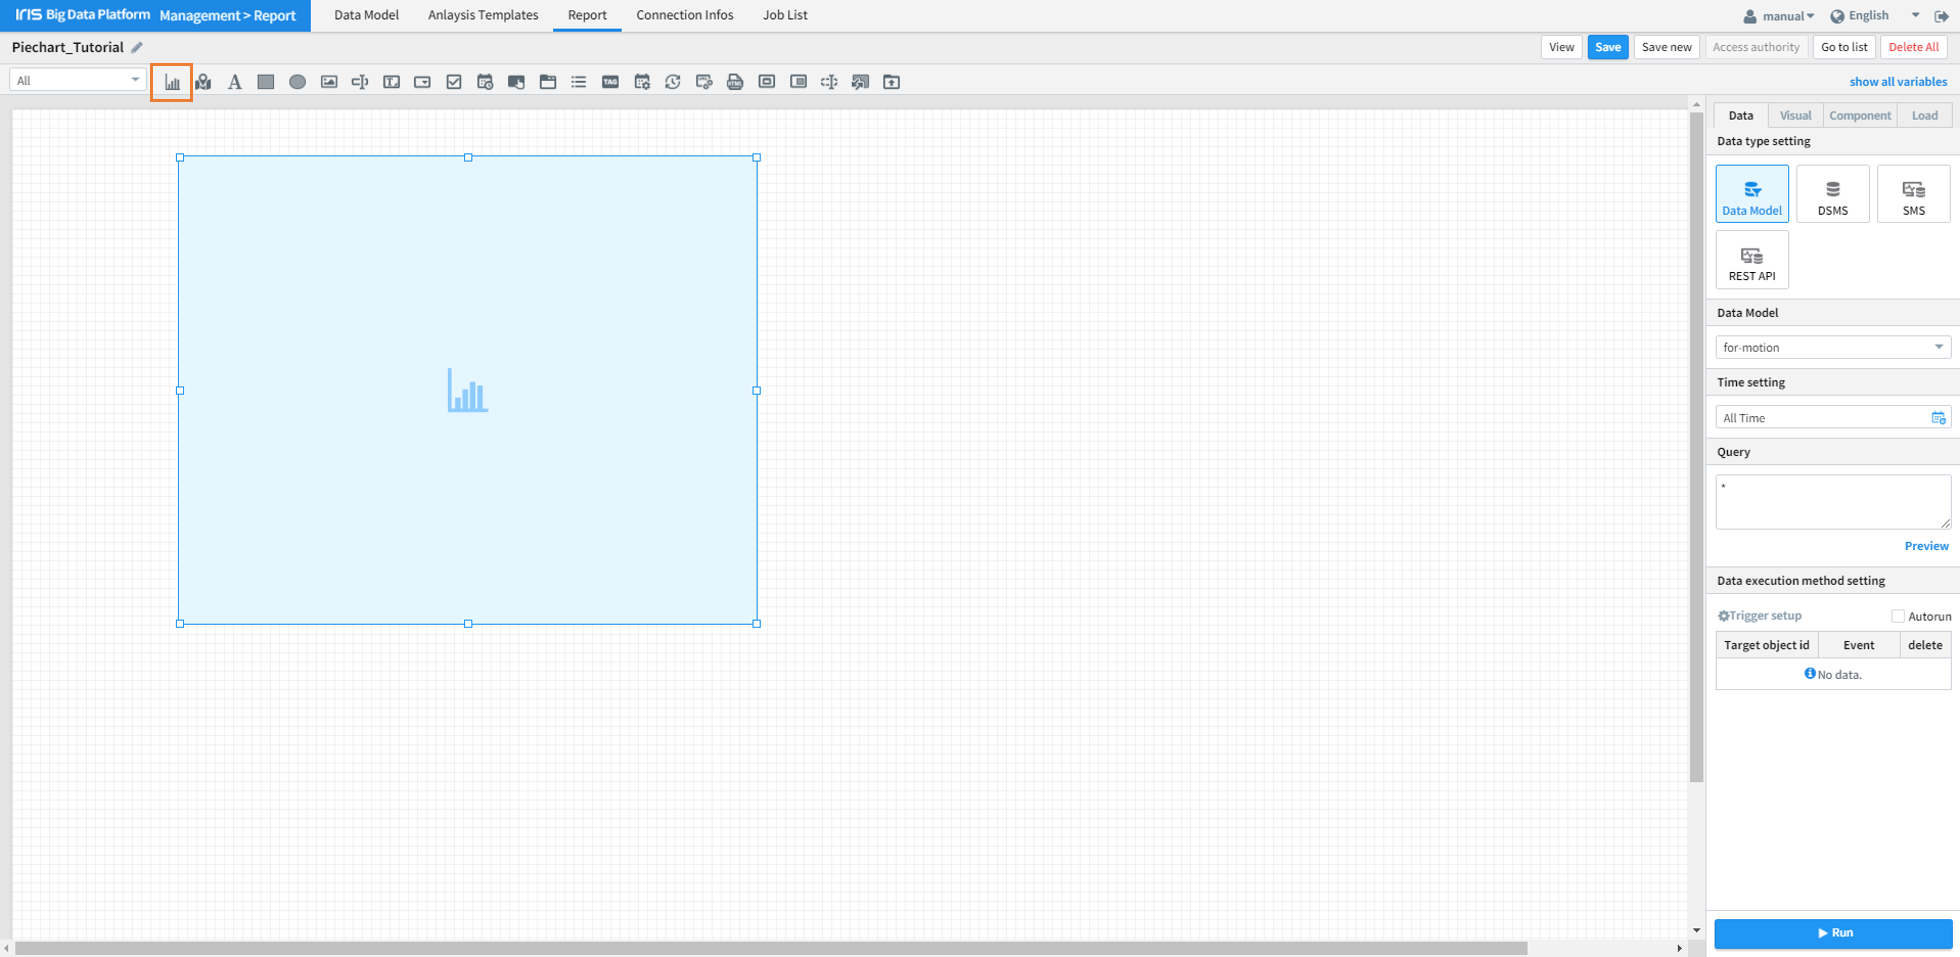 IRIS Big Data Platform Management > Report Data Model Anlaysis Templates Report Connection Infos Job List manual English
Piechart_Tutorial View Save Save new Access authority Go to list Delete All
All A T TAG show all variables
Data Visual Component Load
Data type setting
Data Model DSMS SMS
REST API
Data Model
for-motion
Time setting
All Time
Query
*
Preview
Data execution method setting
Trigger setup Autorun
Target object id Event delete
No data.
Run